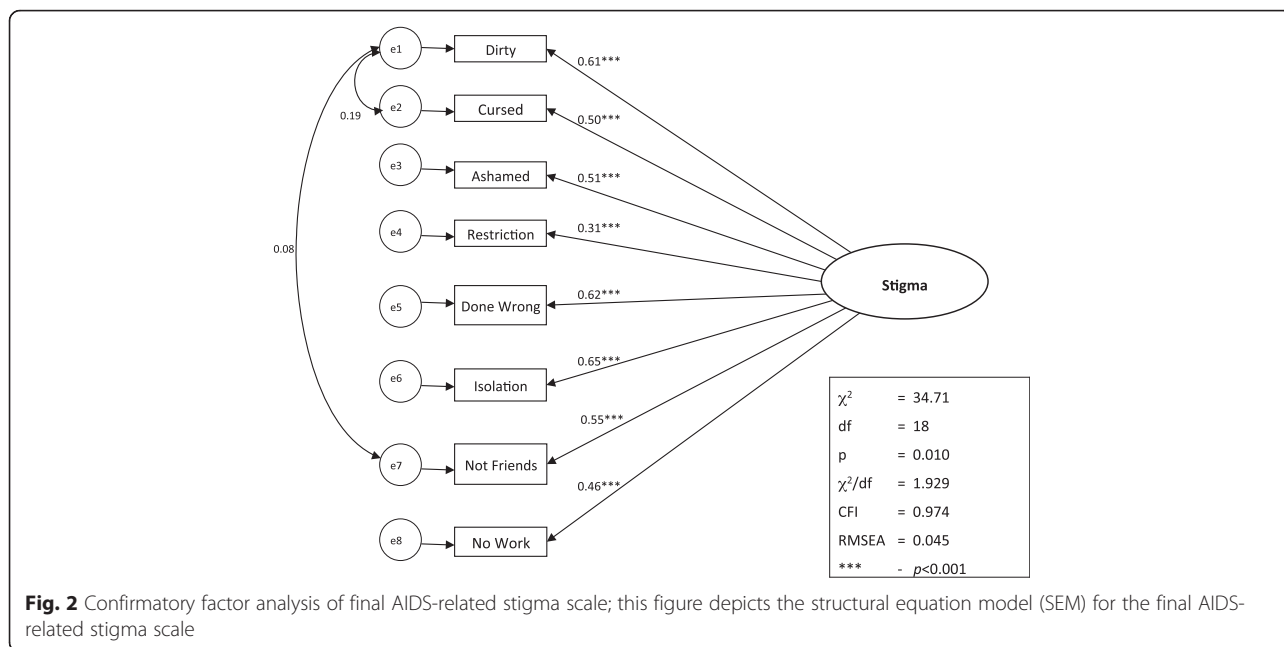 e1 Dirty 0.61***
0.19
e2 Cursed 0.50***
e3 Ashamed 0.51***
e4 Restriction 0.31***
0.08
e5 Done Wrong 0.62***
Stigma
e6 Isolation 0.65***
e7 Not Friends 0.55***
e8 No Work 0.46***
χ² = 34.71
df = 18
p = 0.010
χ²/df = 1.929
CFI = 0.974
RMSEA = 0.045
*** - p<0.001
Fig. 2 Confirmatory factor analysis of final AIDS-related stigma scale; this figure depicts the structural equation model (SEM) for the final AIDS-
related stigma scale